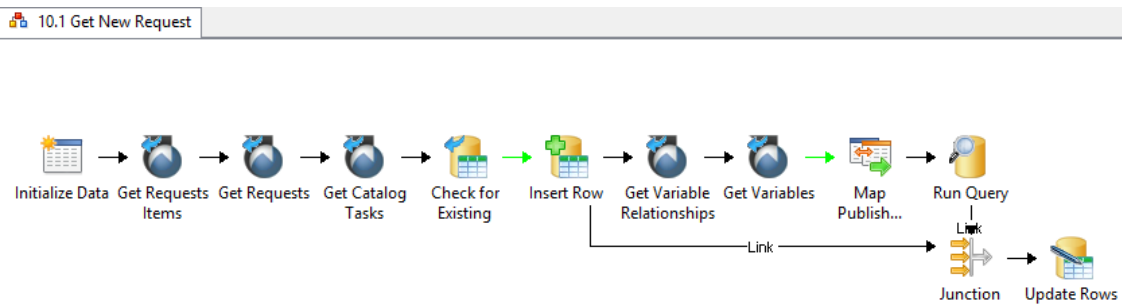 10.1 Get New Request
Initialize Data
Get Requests
Items
Get Requests
Get Catalog
Tasks
Check for
Existing
Insert Row
Get Variable
Relationships
Get Variables
Map
Publish...
Run Query
Link
Link
Junction
Update Rows